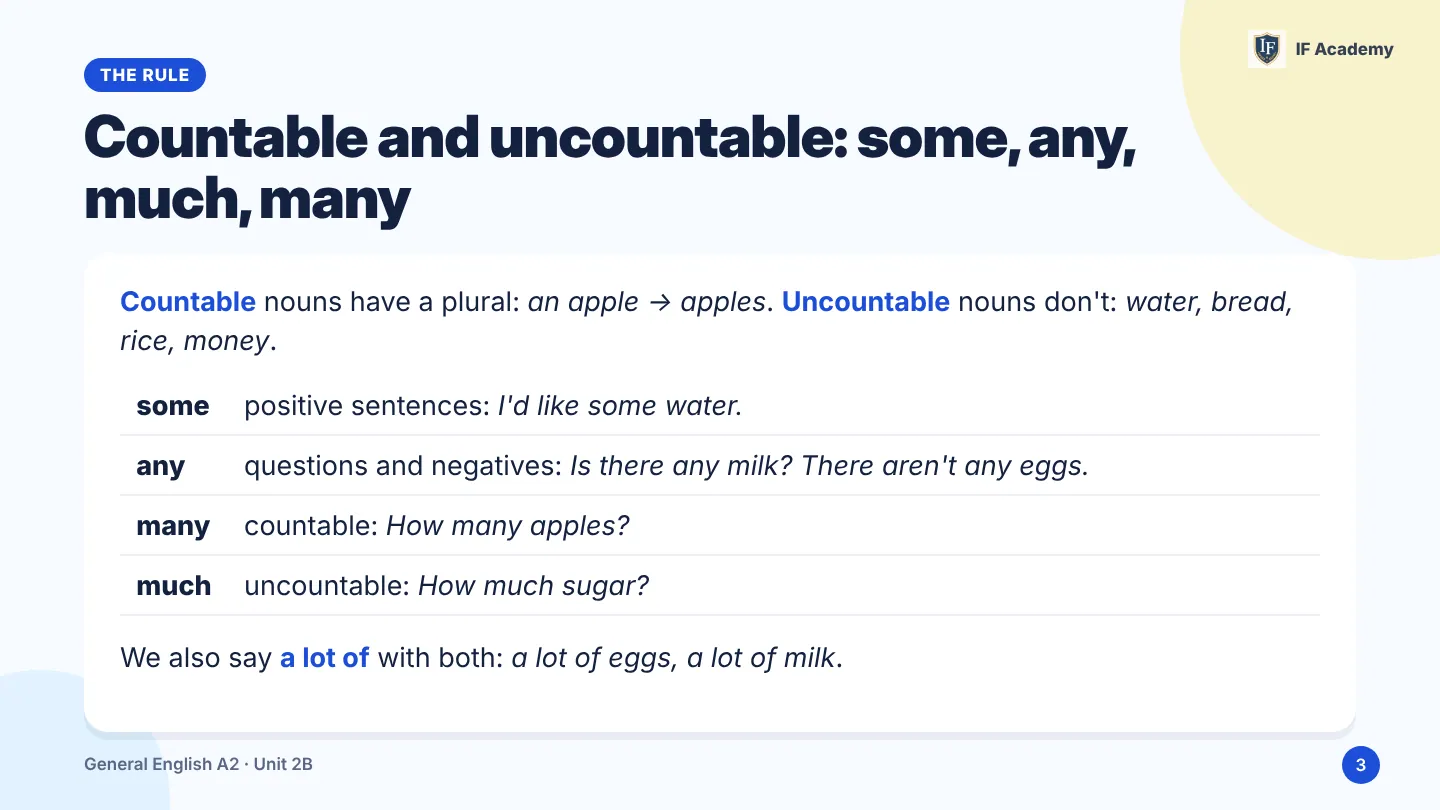 IF
IF Academy
THE RULE
Countable and uncountable: some, any,
much, many
Countable nouns have a plural: an apple → apples. Uncountable nouns don't: water, bread,
rice, money.
some positive sentences: I'd like some water.
any questions and negatives: Is there any milk? There aren't any eggs.
many countable: How many apples?
much uncountable: How much sugar?
We also say a lot of with both: a lot of eggs, a lot of milk.
General English A2 · Unit 2B
3